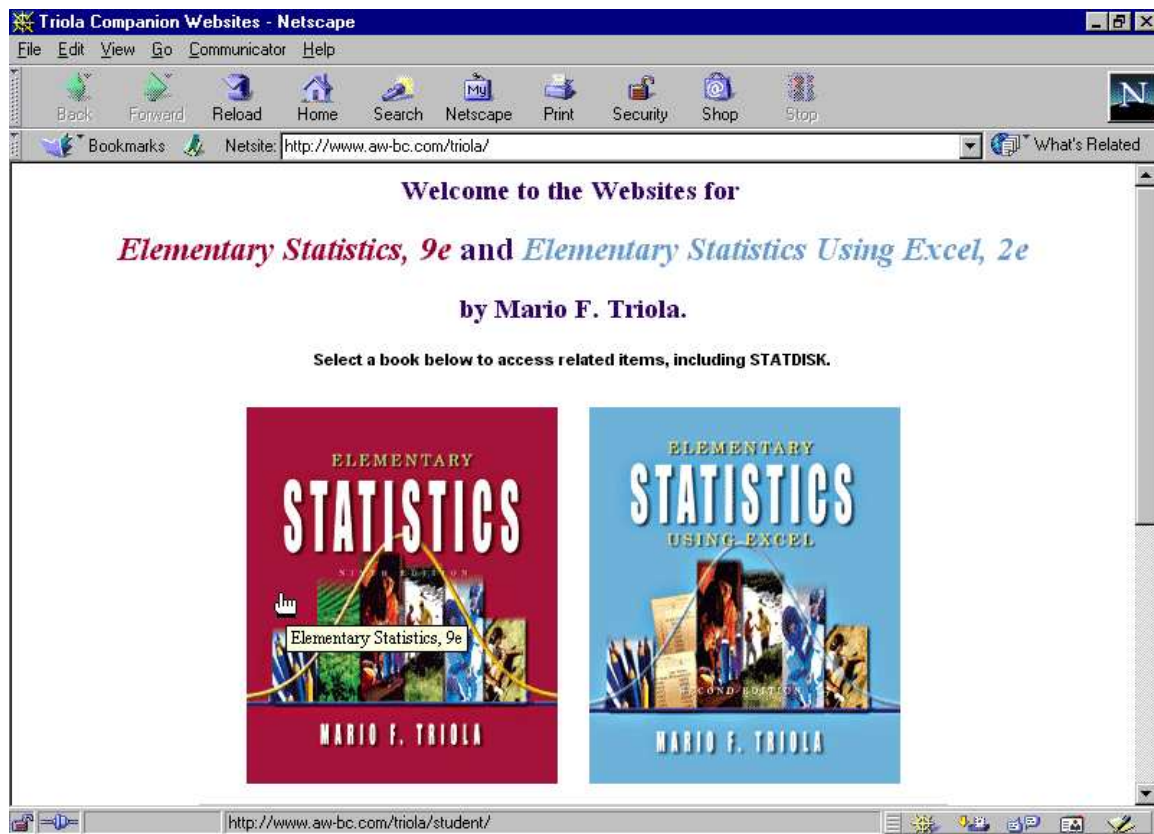 Triola Companion Websites - Netscape
File Edit View Go Communicator Help
My
N
Back Forward Reload Home Search Netscape Print Security Shop Stop
Bookmarks Netsite: http://www.aw-bc.com/triola/ What's Related
Welcome to the Websites for
Elementary Statistics, 9e and Elementary Statistics Using Excel, 2e
by Mario F. Triola.
Select a book below to access related items, including STATDISK.
ELEMENTARY
STATISTICS
NINTH EDITION
Elementary Statistics, 9e
MARIO F. TRIOLA
ELEMENTARY
STATISTICS
USING EXCEL
SECOND EDITION
MARIO F. TRIOLA
http://www.aw-bc.com/triola/student/